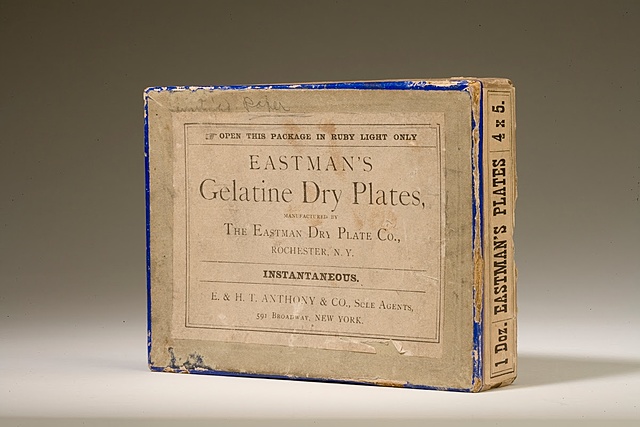 Paper
☞ OPEN THIS PACKAGE IN RUBY LIGHT ONLY
EASTMAN'S
Gelatine Dry Plates,
MANUFACTURED BY
THE EASTMAN DRY PLATE CO.,
ROCHESTER, N. Y.
INSTANTANEOUS.
E. & H. T. ANTHONY & CO., SOLE AGENTS,
591 BROADWAY, NEW YORK.
1 Doz. EASTMAN'S PLATES 4 x 5.